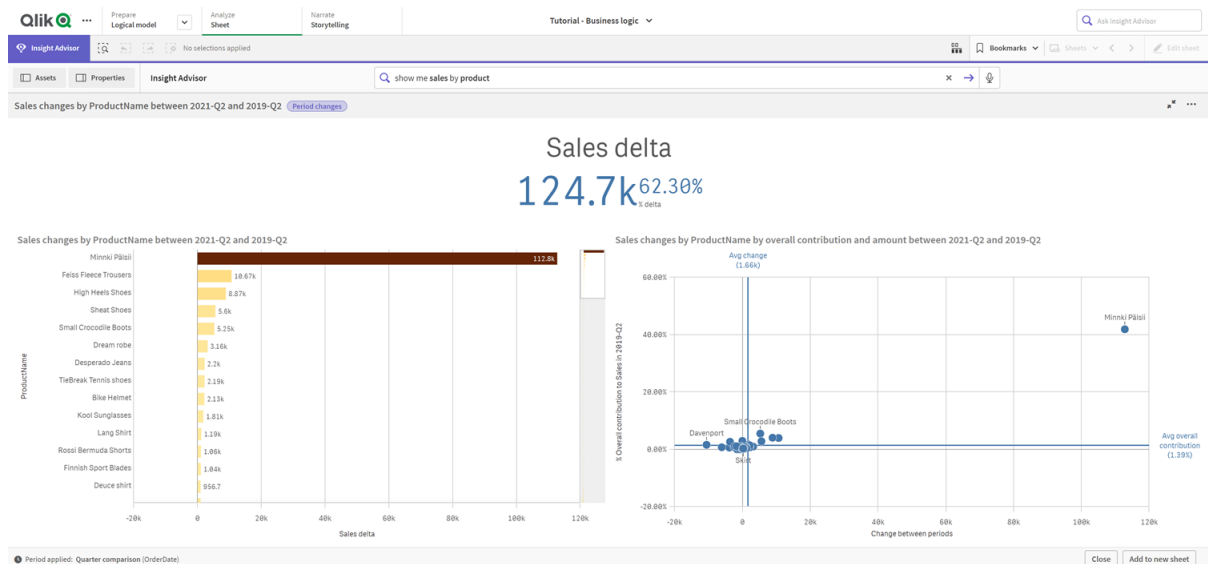 Qlik
Prepare
Logical model
Analyze
Sheet
Narrate
Storytelling
Tutorial - Business logic
Ask Insight Advisor
Insight Advisor
No selections applied
Bookmarks
Sheets
Edit sheet
Assets
Properties
Insight Advisor
show me sales by product
Sales changes by ProductName between 2021-Q2 and 2019-Q2
Period changes
Sales delta
124.7k
62.30%
% delta
Sales changes by ProductName between 2021-Q2 and 2019-Q2
ProductName
Minnki Pälsii 112.8k
Feiss Fleece Trousers 10.67k
High Heels Shoes 8.87k
Sheat Shoes 5.6k
Small Crocodile Boots 5.25k
Dream robe 3.16k
Desperado Jeans 2.2k
TieBreak Tennis shoes 2.19k
Bike Helmet 2.13k
Kool Sunglasses 1.81k
Lang Shirt 1.19k
Rossi Bermuda Shorts 1.06k
Finnish Sport Blades 1.04k
Deuce shirt 956.7
-20k 0 20k 40k 60k 80k 100k 120k
Sales delta
Sales changes by ProductName by overall contribution and amount between 2021-Q2 and 2019-Q2
Avg change
(1.66k)
% Overall contribution to Sales in 2019-Q2
60.00%
40.00%
20.00%
0.00%
-20.00%
Minnki Pälsii
Small Crocodile Boots
Davenport
Skirt
Avg overall
contribution
(1.39%)
-20k 0 20k 40k 60k 80k 100k 120k
Change between periods
Period applied: Quarter comparison (OrderDate)
Close
Add to new sheet